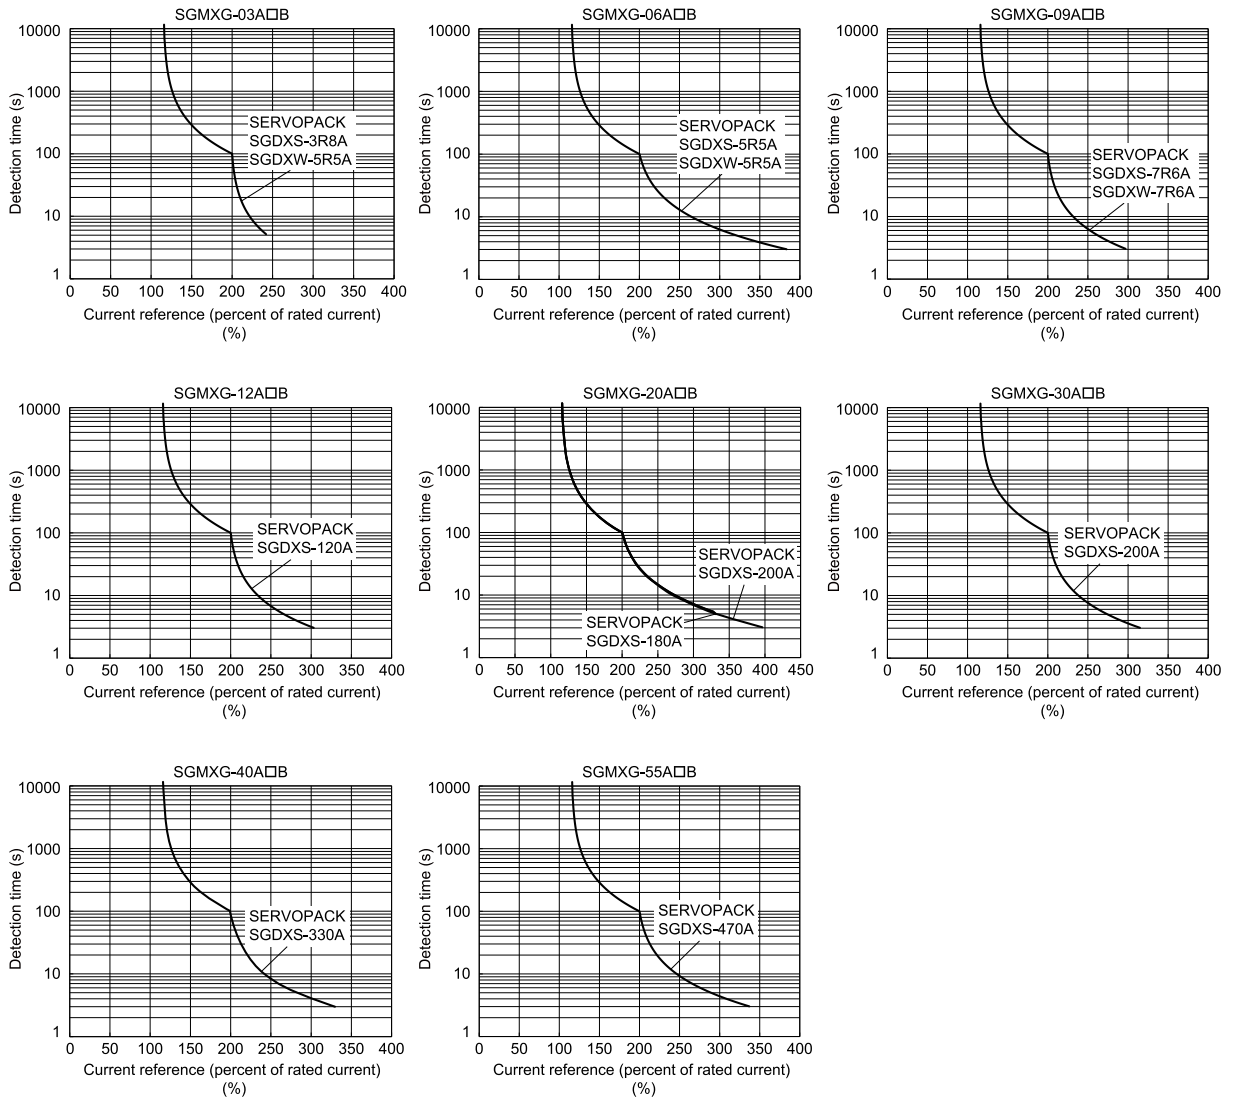 SGMXG-03A□B
10000
1000
100
10
1
Detection time (s)
SERVOPACK
SGDXS-3R8A
SGDXW-5R5A
0 50 100 150 200 250 300 350 400
Current reference (percent of rated current)
(%)
SGMXG-06A□B
10000
1000
100
10
1
Detection time (s)
SERVOPACK
SGDXS-5R5A
SGDXW-5R5A
0 50 100 150 200 250 300 350 400
Current reference (percent of rated current)
(%)
SGMXG-09A□B
10000
1000
100
10
1
Detection time (s)
SERVOPACK
SGDXS-7R6A
SGDXW-7R6A
0 50 100 150 200 250 300 350 400
Current reference (percent of rated current)
(%)
SGMXG-12A□B
10000
1000
100
10
1
Detection time (s)
SERVOPACK
SGDXS-120A
0 50 100 150 200 250 300 350 400
Current reference (percent of rated current)
(%)
SGMXG-20A□B
10000
1000
100
10
1
Detection time (s)
SERVOPACK
SGDXS-200A
SERVOPACK
SGDXS-180A
0 50 100 150 200 250 300 350 400 450
Current reference (percent of rated current)
(%)
SGMXG-30A□B
10000
1000
100
10
1
Detection time (s)
SERVOPACK
SGDXS-200A
0 50 100 150 200 250 300 350 400
Current reference (percent of rated current)
(%)
SGMXG-40A□B
10000
1000
100
10
1
Detection time (s)
SERVOPACK
SGDXS-330A
0 50 100 150 200 250 300 350 400
Current reference (percent of rated current)
(%)
SGMXG-55A□B
10000
1000
100
10
1
Detection time (s)
SERVOPACK
SGDXS-470A
0 50 100 150 200 250 300 350 400
Current reference (percent of rated current)
(%)